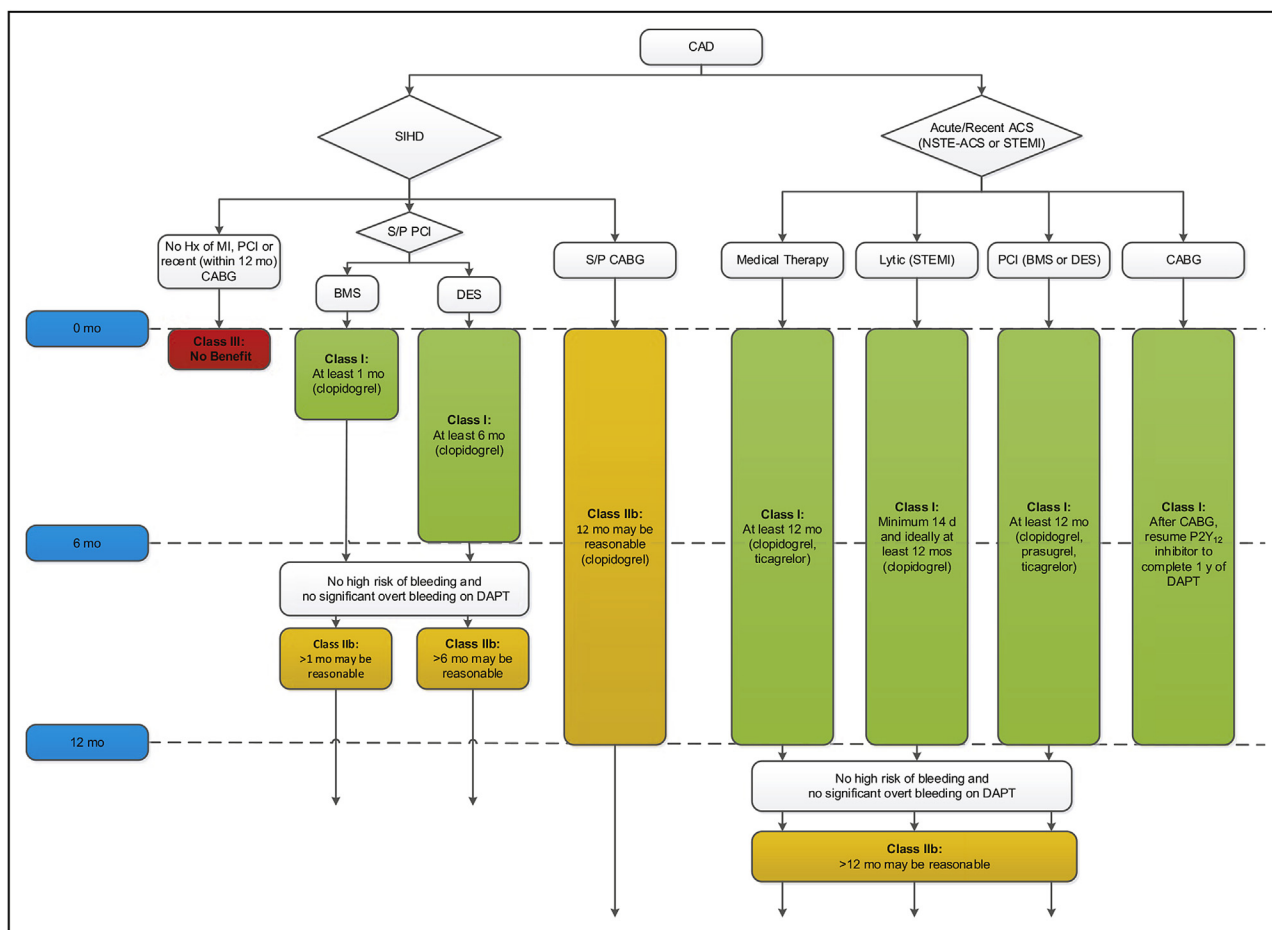 CAD
SIHD
Acute/Recent ACS
(NSTE-ACS or STEMI)
No Hx of MI, PCI or
recent (within 12 mo)
CABG
S/P PCI
BMS
DES
S/P CABG
Medical Therapy
Lytic (STEMI)
PCI (BMS or DES)
CABG
0 mo
Class III:
No Benefit
Class I:
At least 1 mo
(clopidogrel)
Class I:
At least 6 mo
(clopidogrel)
Class IIb:
12 mo may be
reasonable
(clopidogrel)
Class I:
At least 12 mo
(clopidogrel,
ticagrelor)
Class I:
Minimum 14 d
and ideally at
least 12 mos
(clopidogrel)
Class I:
At least 12 mo
(clopidogrel,
prasugrel,
ticagrelor)
Class I:
After CABG,
resume P2Y₁₂
inhibitor to
complete 1 y of
DAPT
6 mo
No high risk of bleeding and
no significant overt bleeding on DAPT
Class IIb:
>1 mo may be
reasonable
Class IIb:
>6 mo may be
reasonable
12 mo
No high risk of bleeding and
no significant overt bleeding on DAPT
Class IIb:
>12 mo may be reasonable